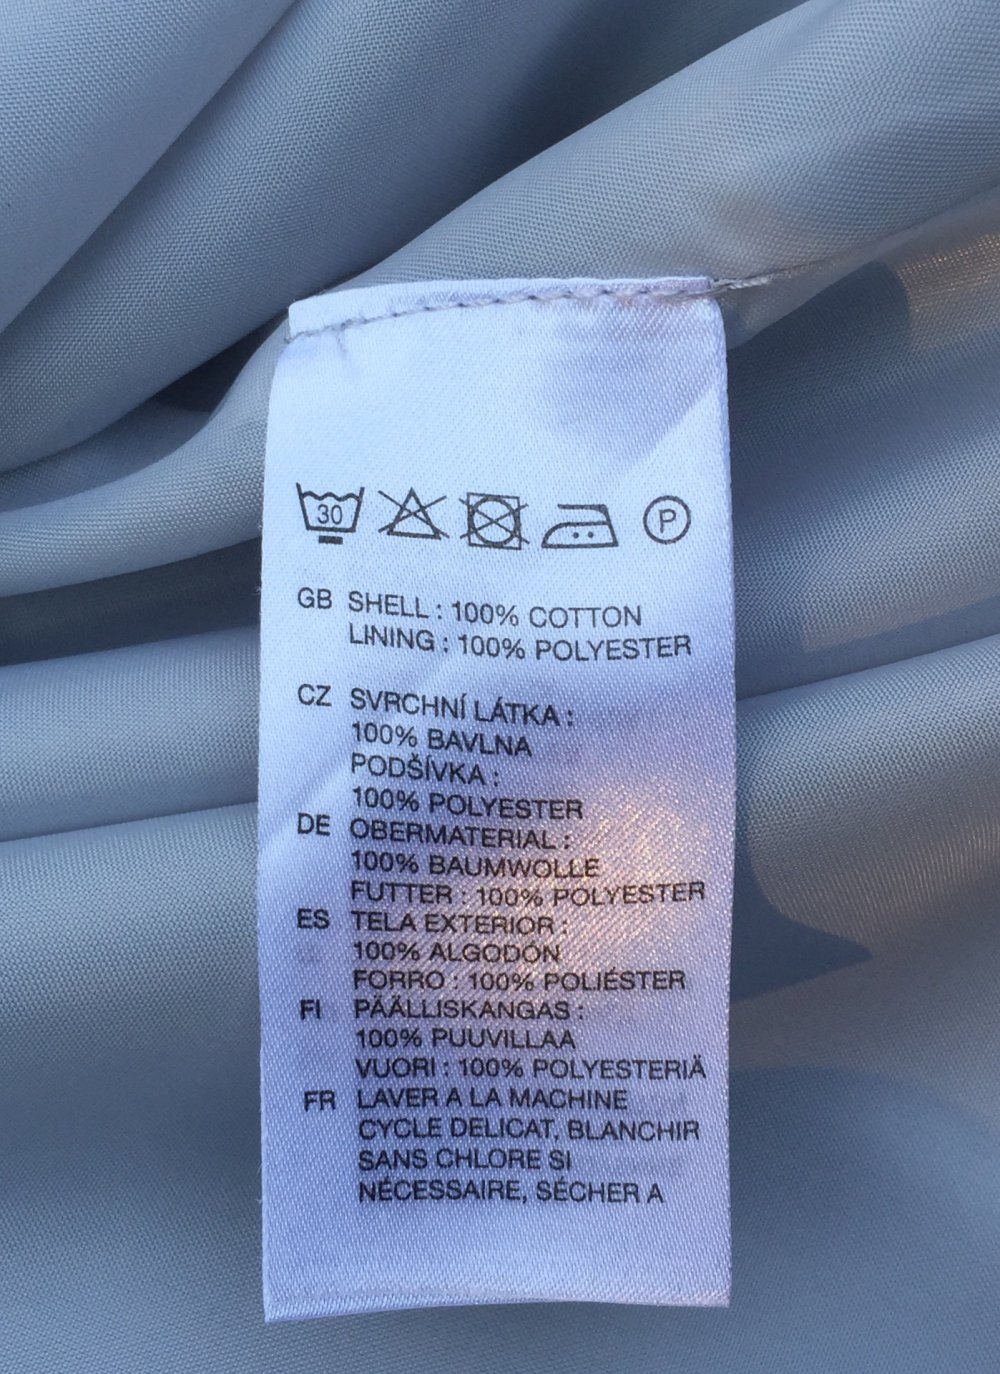 30 P
GB SHELL : 100% COTTON
LINING : 100% POLYESTER
CZ SVRCHNÍ LÁTKA :
100% BAVLNA
PODŠÍVKA :
100% POLYESTER
DE OBERMATERIAL :
100% BAUMWOLLE
FUTTER : 100% POLYESTER
ES TELA EXTERIOR :
100% ALGODÓN
FORRO : 100% POLIÉSTER
FI PÄÄLLISKANGAS :
100% PUUVILLAA
VUORI : 100% POLYESTERIÄ
FR LAVER A LA MACHINE
CYCLE DELICAT, BLANCHIR
SANS CHLORE SI
NÉCESSAIRE, SÉCHER A